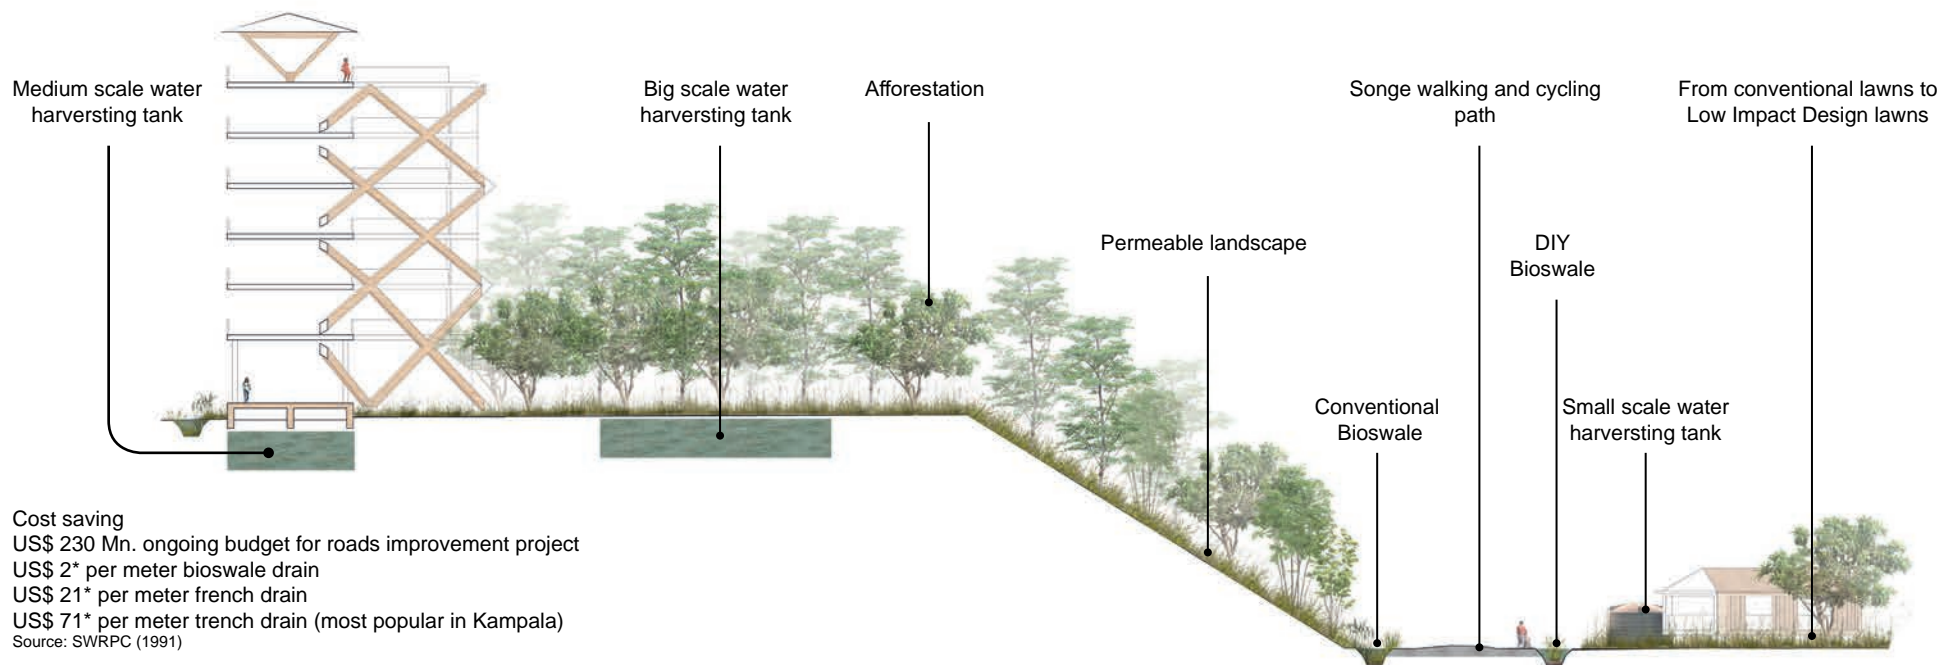 Medium scale water
harversting tank
Big scale water
harversting tank
Afforestation
Songe walking and cycling
path
From conventional lawns to
Low Impact Design lawns
Permeable landscape
DIY
Bioswale
Conventional
Bioswale
Small scale water
harversting tank
Cost saving
US$ 230 Mn. ongoing budget for roads improvement project
US$ 2* per meter bioswale drain
US$ 21* per meter french drain
US$ 71* per meter trench drain (most popular in Kampala)
Source: SWRPC (1991)